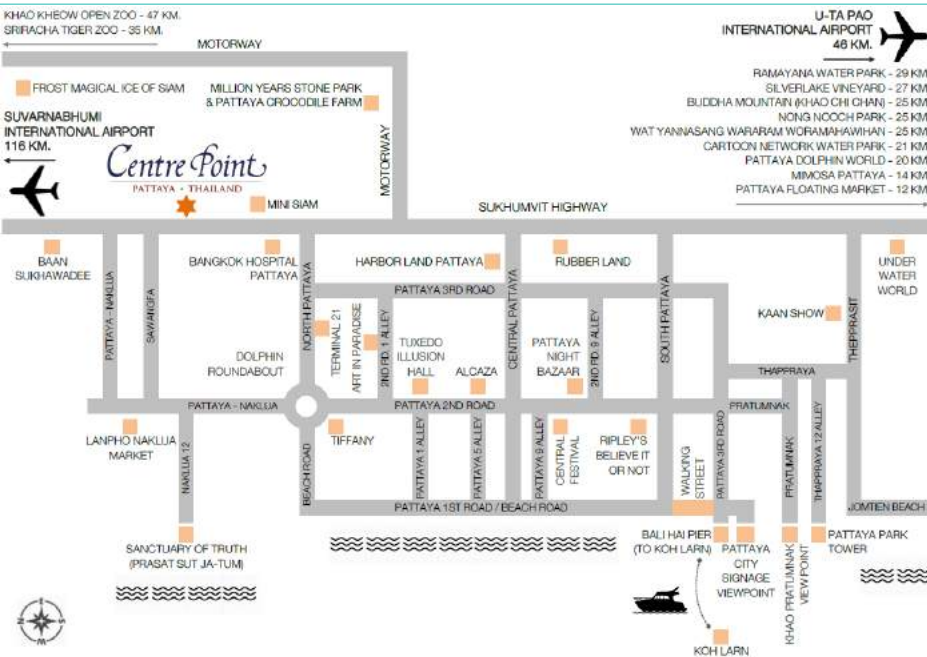 KHAO KHEOW OPEN ZOO - 47 KM.
SRIRACHA TIGER ZOO - 35 KM.
MOTORWAY
U-TA PAO
INTERNATIONAL AIRPORT
46 KM.
FROST MAGICAL ICE OF SIAM
MILLION YEARS STONE PARK
& PATTAYA CROCODILE FARM
MOTORWAY
RAMAYANA WATER PARK - 29 KM
SILVERLAKE VINEYARD - 27 KM
BUDDHA MOUNTAIN (KHAO CHI CHAN) - 25 KM
NONG NOOCH PARK - 25 KM
WAT YANNASANG WARARAM WORAMAHAWIHAN - 25 KM
CARTOON NETWORK WATER PARK - 21 KM
PATTAYA DOLPHIN WORLD - 20 KM
MIMOSA PATTAYA - 14 KM
PATTAYA FLOATING MARKET - 12 KM
SUVARNABHUMI
INTERNATIONAL AIRPORT
116 KM.
Centre Point
PATTAYA • THAILAND
MINI SIAM
SUKHUMVIT HIGHWAY
BAAN
SUKHAWADEE
PATTAYA - NAKLUA
SAWANGFA
BANGKOK HOSPITAL
PATTAYA
NORTH PATTAYA
HARBOR LAND PATTAYA
CENTRAL PATTAYA
RUBBER LAND
SOUTH PATTAYA
THEPPRASIT
UNDER
WATER
WORLD
PATTAYA 3RD ROAD
KAAN SHOW
TERMINAL 21
ART IN PARADISE
2ND RD. 1 ALLEY
DOLPHIN
ROUNDABOUT
TUXEDO
ILLUSION
HALL
ALCAZA
PATTAYA
NIGHT
BAZAAR
2ND RD. 9 ALLEY
THAPPRAYA
PATTAYA - NAKLUA
PATTAYA 2ND ROAD
PRATUMNAK
LANPHO NAKLUA
MARKET
NAKLUA 12
BEACH ROAD
TIFFANY
PATTAYA 1 ALLEY
PATTAYA 5 ALLEY
PATTAYA 9 ALLEY
CENTRAL
FESTIVAL
RIPLEY'S
BELIEVE IT
OR NOT
WALKING
STREET
PATTAYA 3RD ROAD
PRATUMNAK
THAPPRAYA 12 ALLEY
PATTAYA 1ST ROAD / BEACH ROAD
JOMTIEN BEACH
SANCTUARY OF TRUTH
(PRASAT SUT JA-TUM)
BALI HAI PIER
(TO KOH LARN)
PATTAYA
CITY
SIGNAGE
VIEWPOINT
KHAO PRATUMNAK
VIEW POINT
PATTAYA PARK
TOWER
KOH LARN